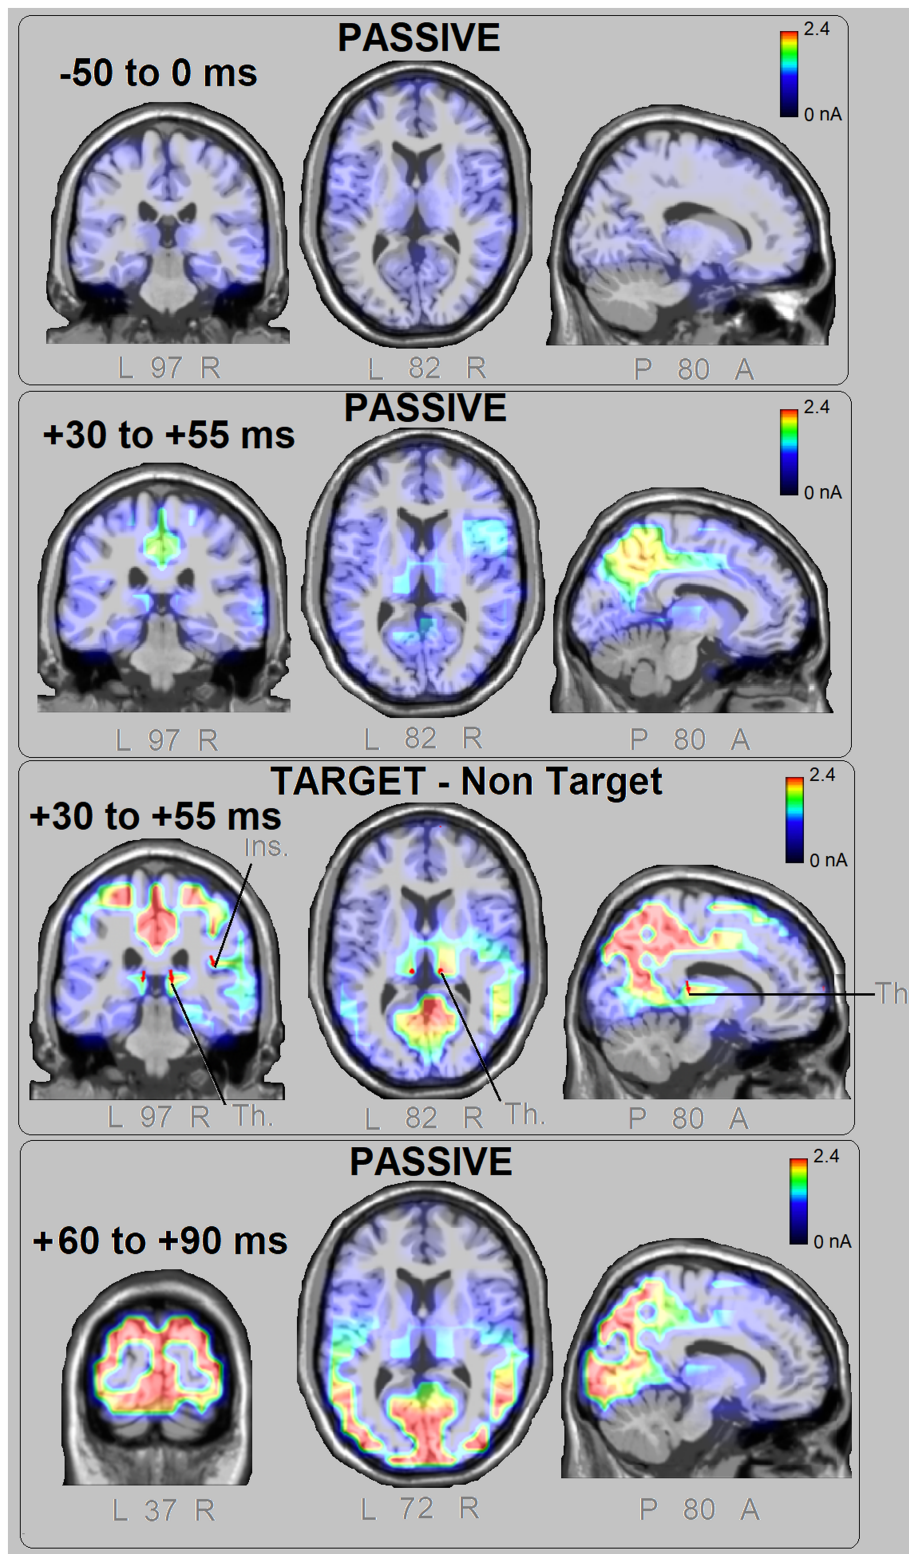 PASSIVE
-50 to 0 ms
2.4
0 nA
L 97 R
L 82 R
P 80 A
PASSIVE
+30 to +55 ms
2.4
0 nA
L 97 R
L 82 R
P 80 A
TARGET - Non Target
+30 to +55 ms
2.4
0 nA
Ins.
Th
L 97 R
Th.
L 82 R
Th.
P 80 A
PASSIVE
+60 to +90 ms
2.4
0 nA
L 37 R
L 72 R
P 80 A